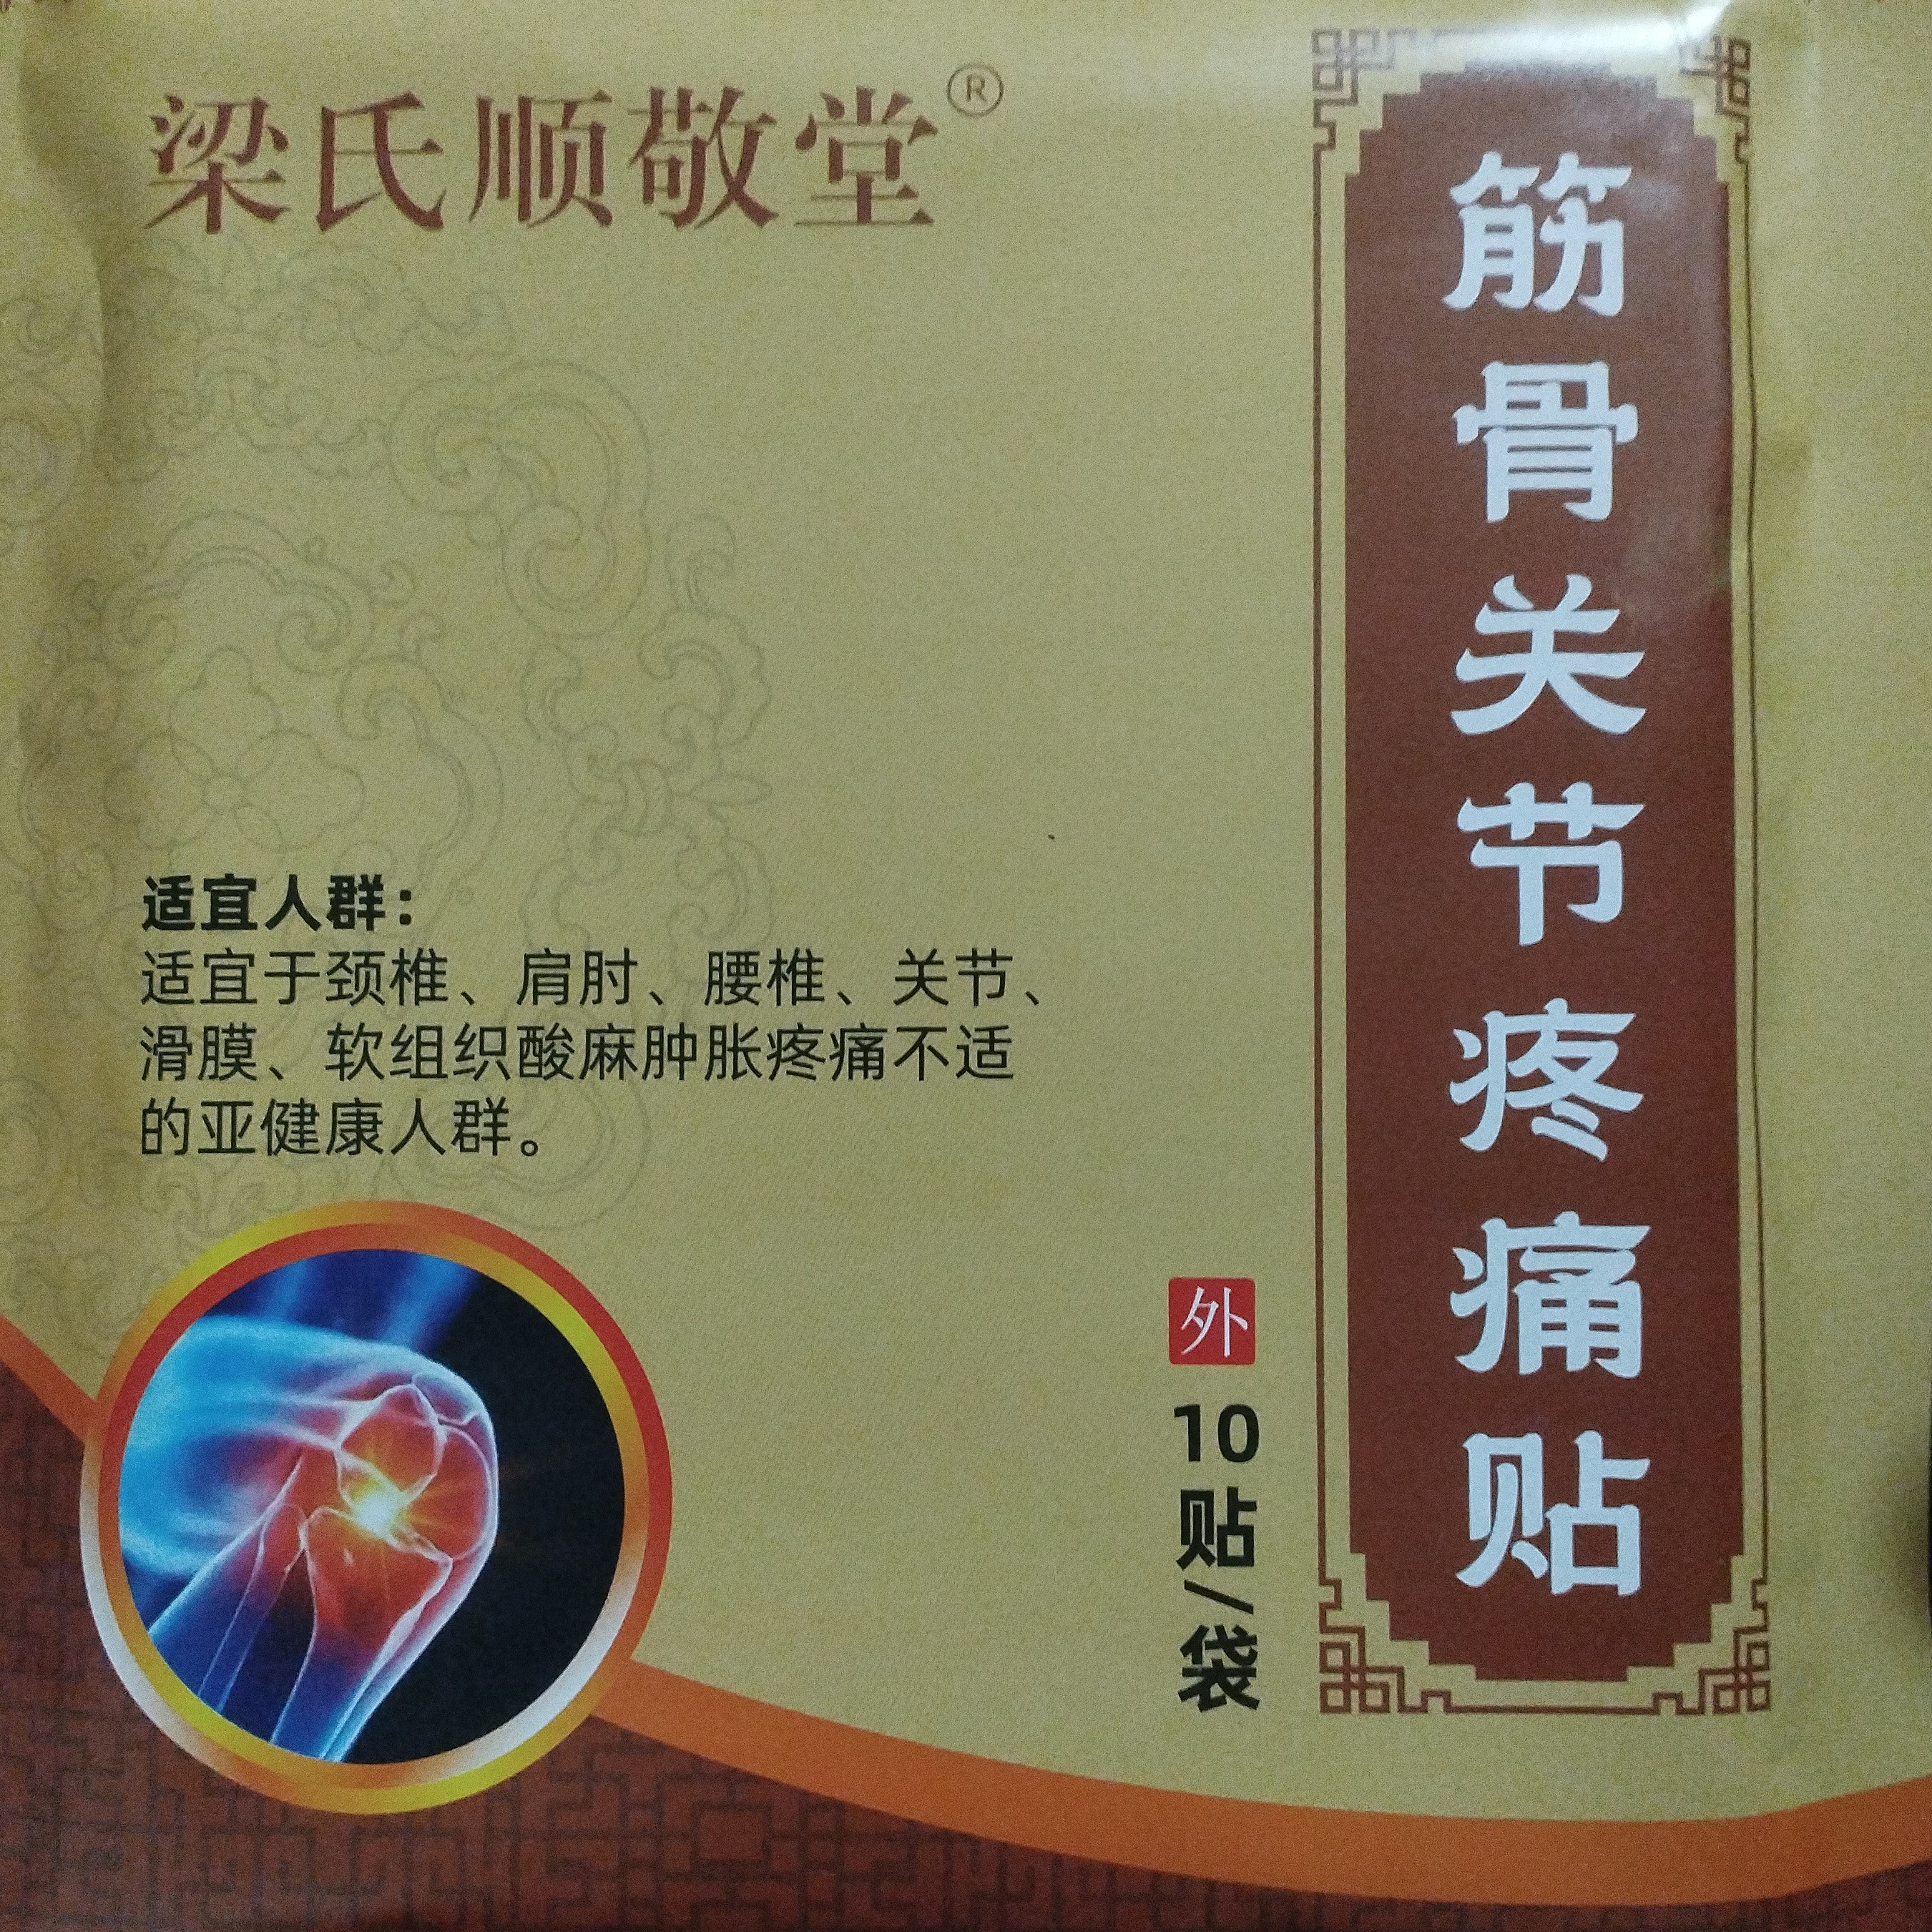 梁氏顺敬堂®
筋骨关节疼痛贴
适宜人群：
适宜于颈椎、肩肘、腰椎、关节、
滑膜、软组织酸麻肿胀疼痛不适
的亚健康人群。
外
10贴/袋